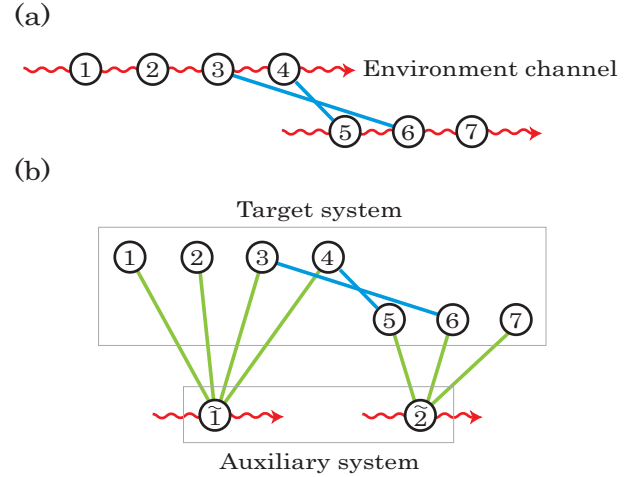 (a)
1 2 3 4 Environment channel
5 6 7
(b)
Target system
1 2 3 4
5 6 7
1̃ 2̃
Auxiliary system